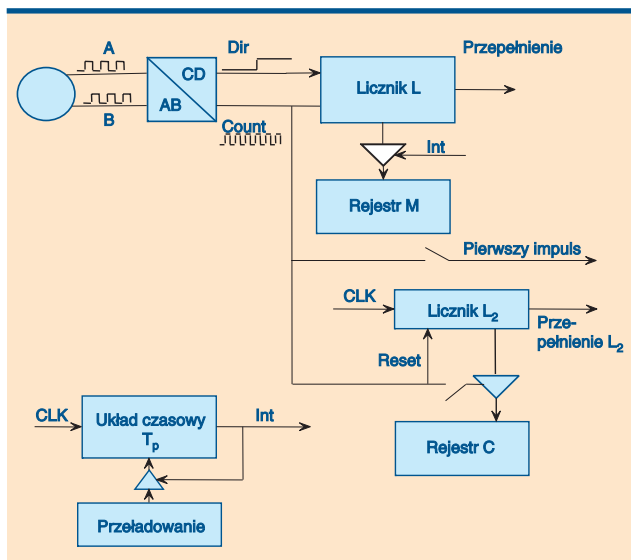 A
Dir
Przepełnienie
CD
AB
Licznik L
B
Count
Int
Rejestr M
Pierwszy impuls
CLK
Licznik L2
Prze-
pełnienie L2
Reset
CLK
Układ czasowy
Tp
Int
Rejestr C
Przeładowanie